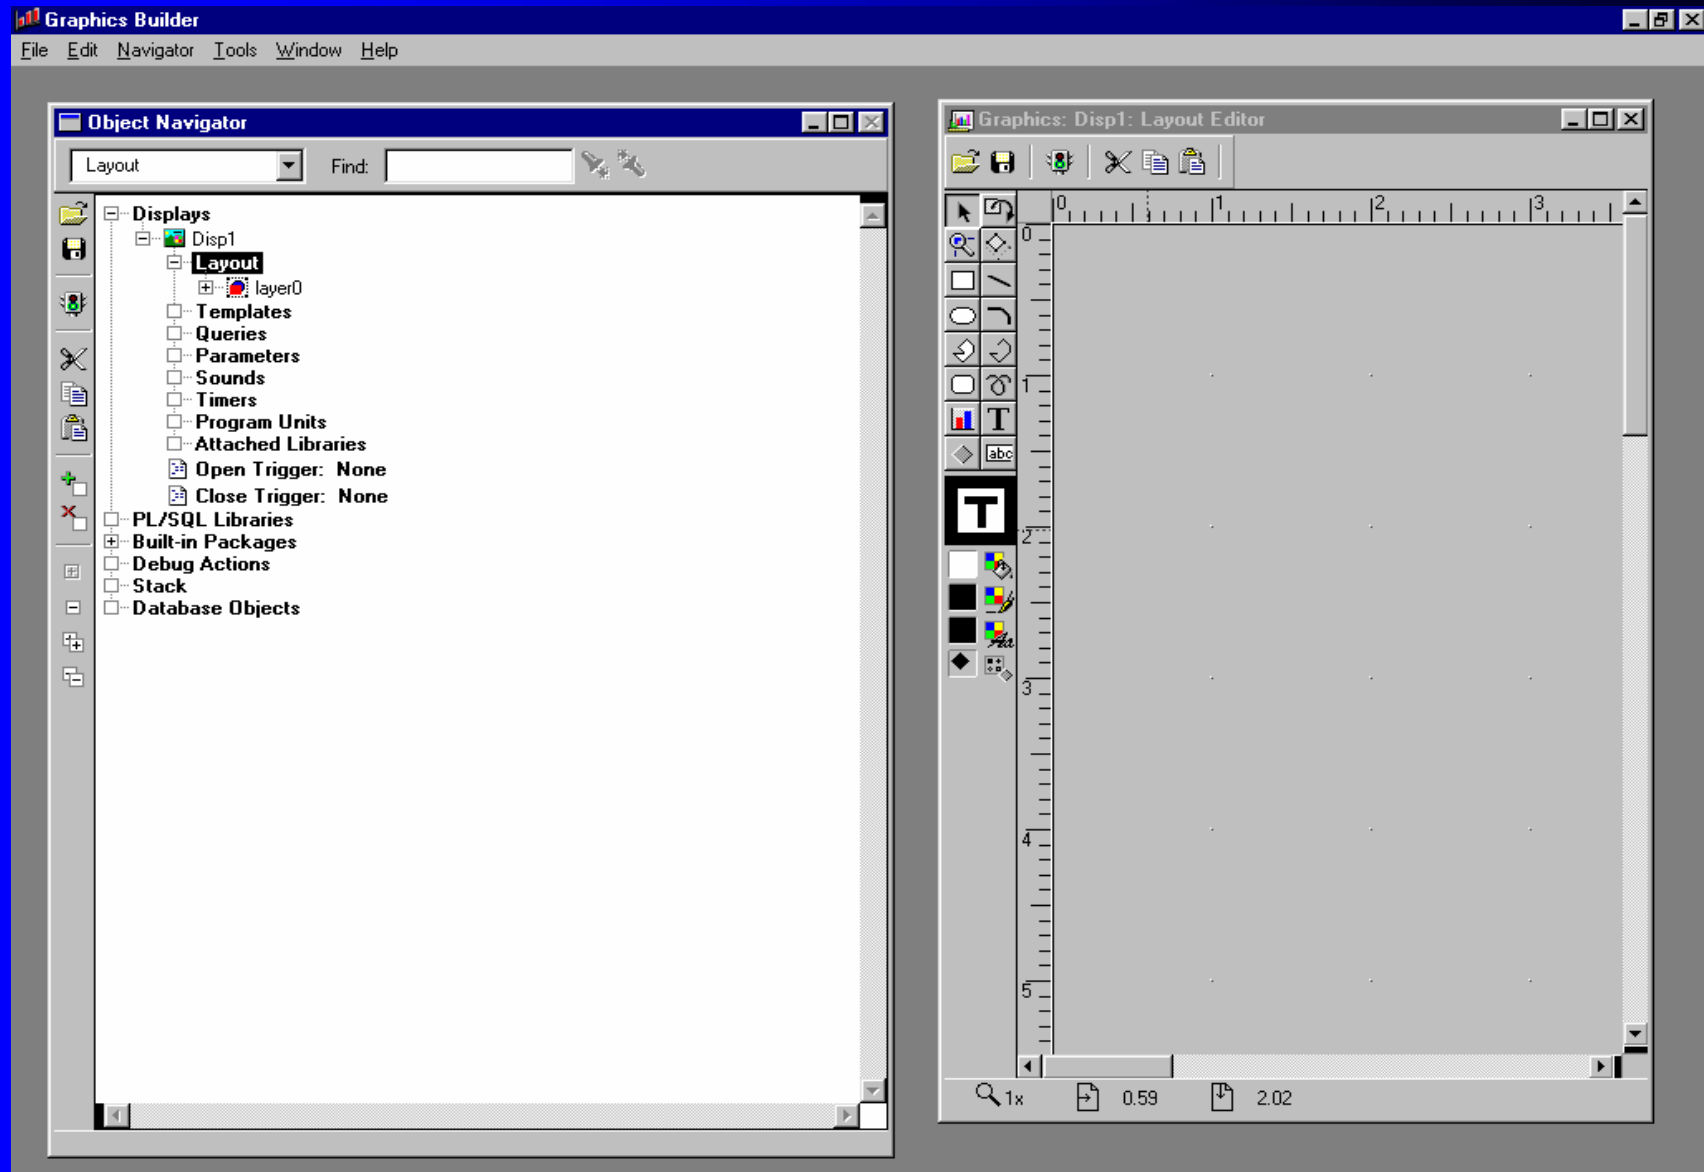 Graphics Builder
File Edit Navigator Tools Window Help
Object Navigator
Layout Find:
Displays
Disp1
Layout
layer0
Templates
Queries
Parameters
Sounds
Timers
Program Units
Attached Libraries
Open Trigger: None
Close Trigger: None
PL/SQL Libraries
Built-in Packages
Debug Actions
Stack
Database Objects
Graphics: Disp1: Layout Editor
0 1 2 3
0
1
2
3
4
5
T
abc
T
Aa
1x 0.59 2.02